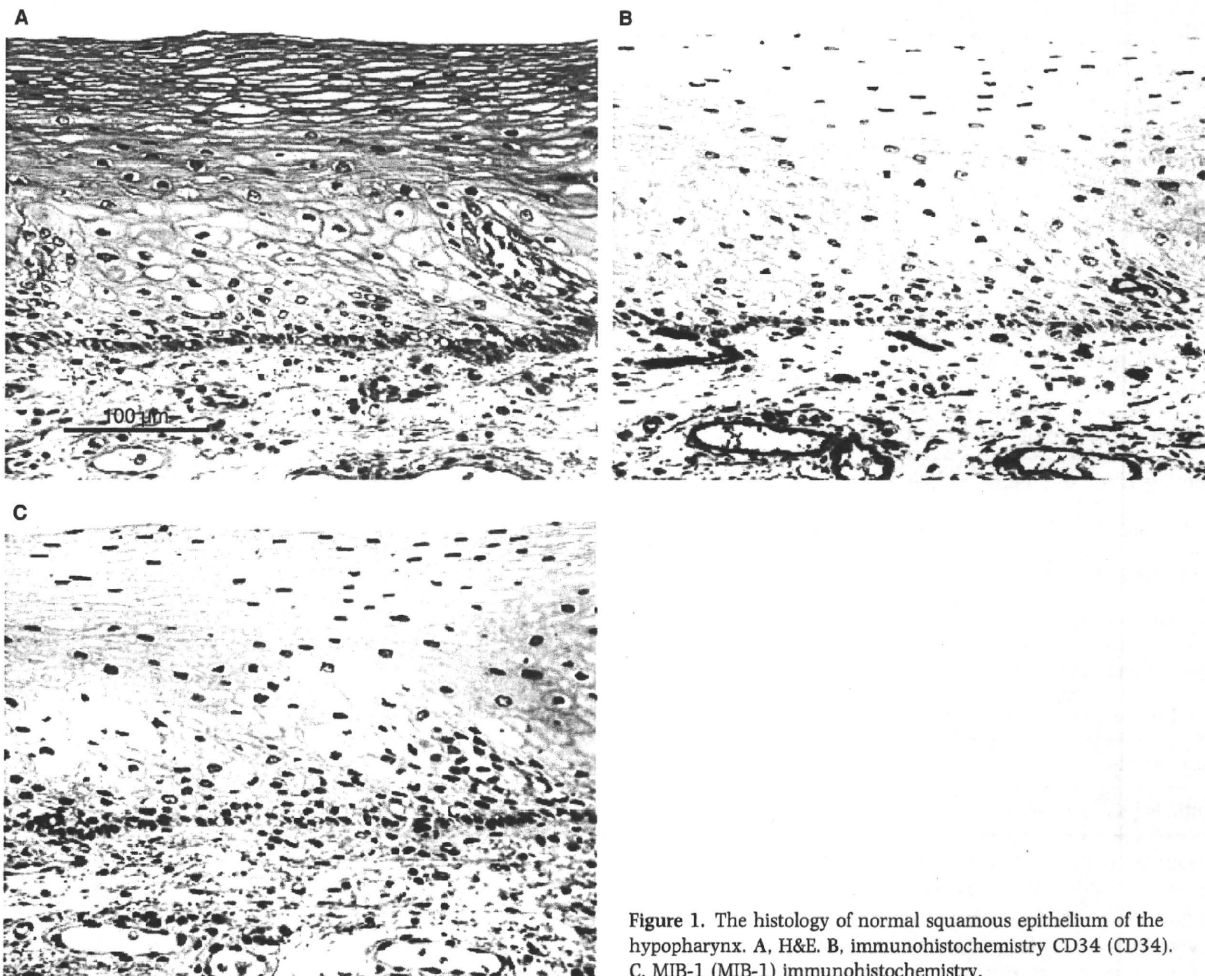 A
B
100 µm
C
Figure 1. The histology of normal squamous epithelium of the
hypopharynx. A, H&E. B, immunohistochemistry CD34 (CD34).
C, MIB-1 (MIB-1) immunohistochemistry.